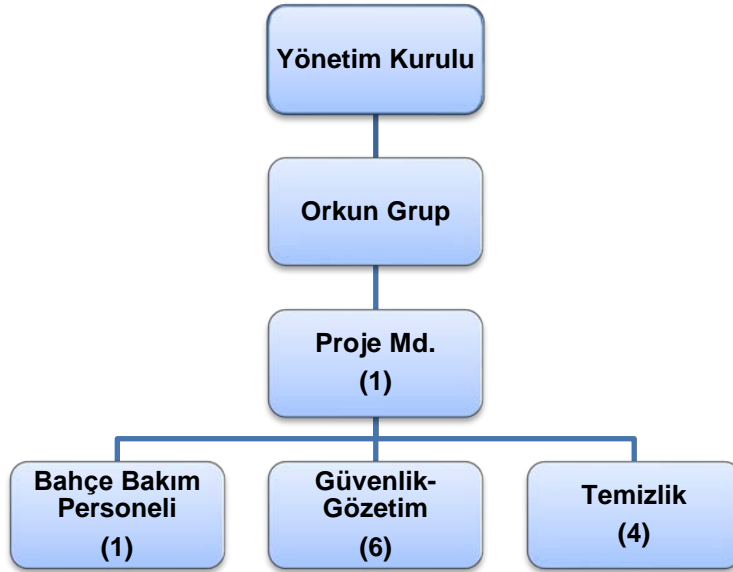 Yönetim Kurulu
Orkun Grup
Proje Md.
(1)
Bahçe Bakım
Personeli
(1)
Güvenlik-
Gözetim
(6)
Temizlik
(4)